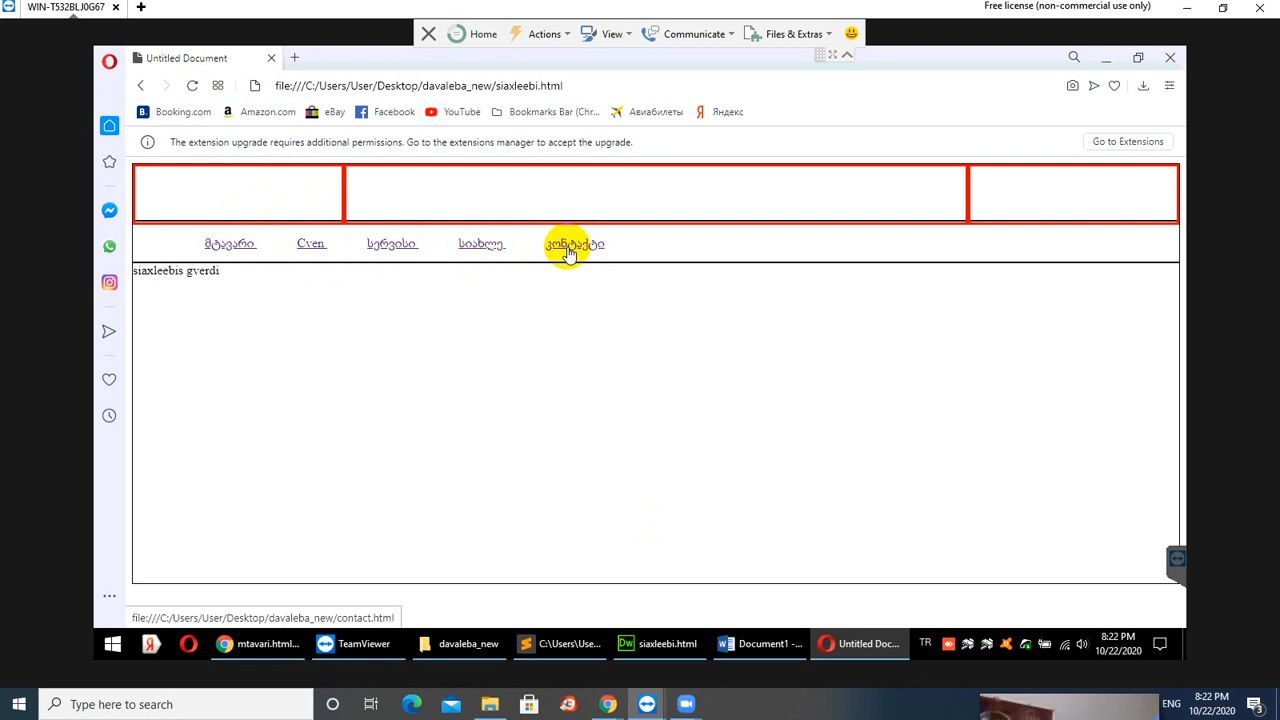 WIN-T532BLJ0G67
Free license (non-commercial use only)
Home
Actions
View
Communicate
Files & Extras
Untitled Document
file:///C:/Users/User/Desktop/davaleba_new/siaxleebi.html
Booking.com
Amazon.com
eBay
Facebook
YouTube
Bookmarks Bar (Chr...
Авиабилеты
Яндекс
The extension upgrade requires additional permissions. Go to the extensions manager to accept the upgrade.
Go to Extensions
მტავარი Cven სერვისი სიახლე კონტაქტი
siaxleebis gverdi
file:///C:/Users/User/Desktop/davaleba_new/contact.html
mtavari.html...
TeamViewer
davaleba_new
C:\Users\Use...
siaxleebi.html
Document1 -...
Untitled Doc...
TR
8:22 PM
10/22/2020
Type here to search
ENG
8:22 PM
10/22/2020
3